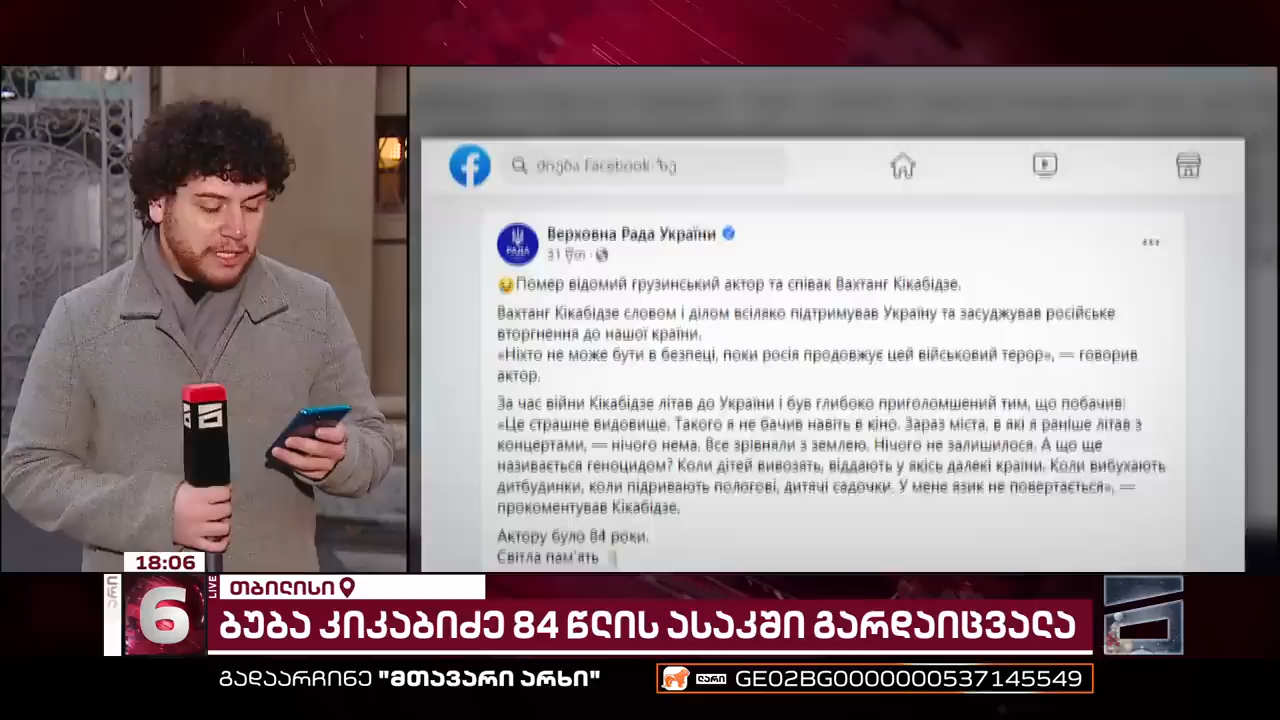 მოძებნა Facebook-ზე
Верховна Рада України
РАДА
31 წთ ·
Помер відомий грузинський актор та співак Вахтанг Кікабідзе.
Вахтанг Кікабідзе словом і ділом всіляко підтримував Україну та засуджував російське
вторгнення до нашої країни.
«Ніхто не може бути в безпеці, поки росія продовжує цей військовий терор», — говорив
актор.
За час війни Кікабідзе літав до України і був глибоко приголомшений тим, що побачив:
«Це страшне видовище. Такого я не бачив навіть в кіно. Зараз міста, в які я раніше літав з
концертами, — нічого нема. Все зрівняли з землею. Нічого не залишилося. А що ще
називається геноцидом? Коли дітей вивозять, віддають у якісь далекі країни. Коли вибухають
дитбудинки, коли підривають пологові, дитячі садочки. У мене язик не повертається», —
прокоментував Кікабідзе.
Актору було 84 роки.
Світла пам'ять
18:06
6
LIVE
თბილისი
ბუბა კიკაბიძე 84 წლის ასაკში გარდაიცვალა
გადაარჩინე "მთავარი არხი"
ლარი GE02BG0000000537145549